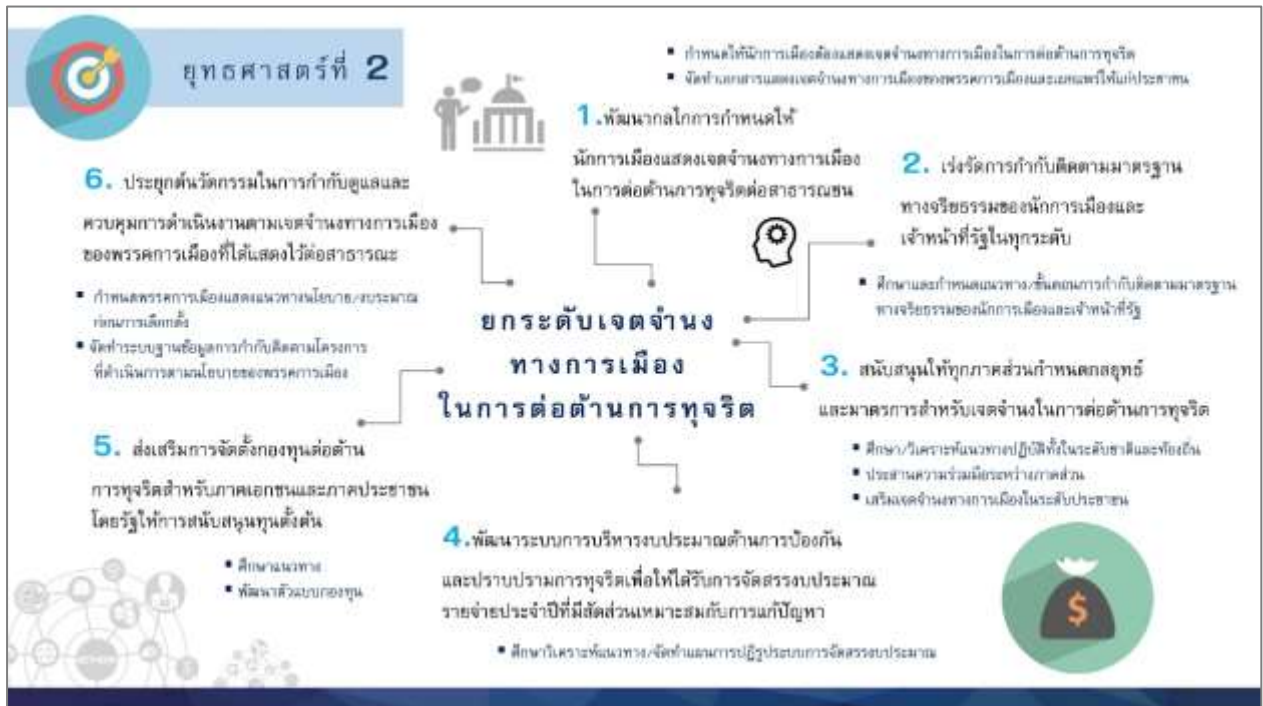 ยุทธศาสตร์ที่ 2
▪ กำหนดให้นักการเมืองต้องแสดงเจตจำนงทางการเมืองในการต่อต้านการทุจริต
▪ จัดทำเอกสารแสดงเจตจำนงทางการเมืองของพรรคการเมืองและเผยแพร่ให้แก่ประชาชน
1.พัฒนากลไกการกำหนดให้
นักการเมืองแสดงเจตจำนงทางการเมือง
ในการต่อต้านการทุจริตต่อสาธารณชน
2. เร่งรัดการกำกับติดตามมาตรฐาน
ทางจริยธรรมของนักการเมืองและ
เจ้าหน้าที่รัฐในทุกระดับ
▪ ศึกษาและกำหนดแนวทาง/ขั้นตอนการกำกับติดตามมาตรฐาน
ทางจริยธรรมของนักการเมืองและเจ้าหน้าที่รัฐ
ยกระดับเจตจำนง
ทางการเมือง
ในการต่อต้านการทุจริต
3. สนับสนุนให้ทุกภาคส่วนกำหนดกลยุทธ์
และมาตรการสำหรับเจตจำนงในการต่อต้านการทุจริต
▪ ศึกษา/วิเคราะห์แนวทางปฏิบัติทั้งในระดับชาติและท้องถิ่น
▪ ประสานความร่วมมือระหว่างภาคส่วน
▪ เสริมเจตจำนงทางการเมืองในระดับประชาชน
4.พัฒนาระบบการบริหารงบประมาณด้านการป้องกัน
และปราบปรามการทุจริตเพื่อให้ได้รับการจัดสรรงบประมาณ
รายจ่ายประจำปีที่มีสัดส่วนเหมาะสมกับการแก้ปัญหา
▪ ศึกษาวิเคราะห์แนวทาง/จัดทำแผนการปฏิรูประบบการจัดสรรงบประมาณ
5. ส่งเสริมการจัดตั้งกองทุนต่อต้าน
การทุจริตสำหรับภาคเอกชนและภาคประชาชน
โดยรัฐให้การสนับสนุนทุนตั้งต้น
▪ ศึกษาแนวทาง
▪ พัฒนาตัวแบบกองทุน
6. ประยุกต์นวัตกรรมในการกำกับดูแลและ
ควบคุมการดำเนินงานตามเจตจำนงทางการเมือง
ของพรรคการเมืองที่ได้แสดงไว้ต่อสาธารณะ
▪ กำหนดพรรคการเมืองแสดงแนวทางนโยบาย/งบประมาณ
ก่อนการเลือกตั้ง
▪ จัดทำระบบฐานข้อมูลการกำกับติดตามโครงการ
ที่ดำเนินการตามนโยบายของพรรคการเมือง